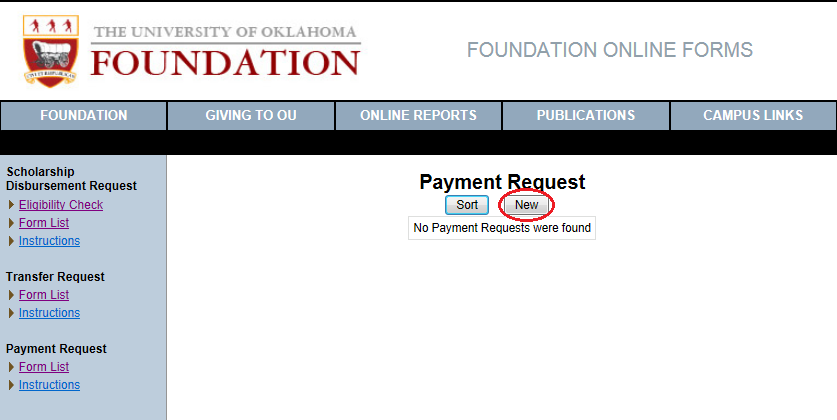 THE UNIVERSITY OF OKLAHOMA
FOUNDATION
FOUNDATION ONLINE FORMS
FOUNDATION
GIVING TO OU
ONLINE REPORTS
PUBLICATIONS
CAMPUS LINKS
Scholarship
Disbursement Request
Eligibility Check
Form List
Instructions
Transfer Request
Form List
Instructions
Payment Request
Form List
Instructions
Payment Request
Sort
New
No Payment Requests were found